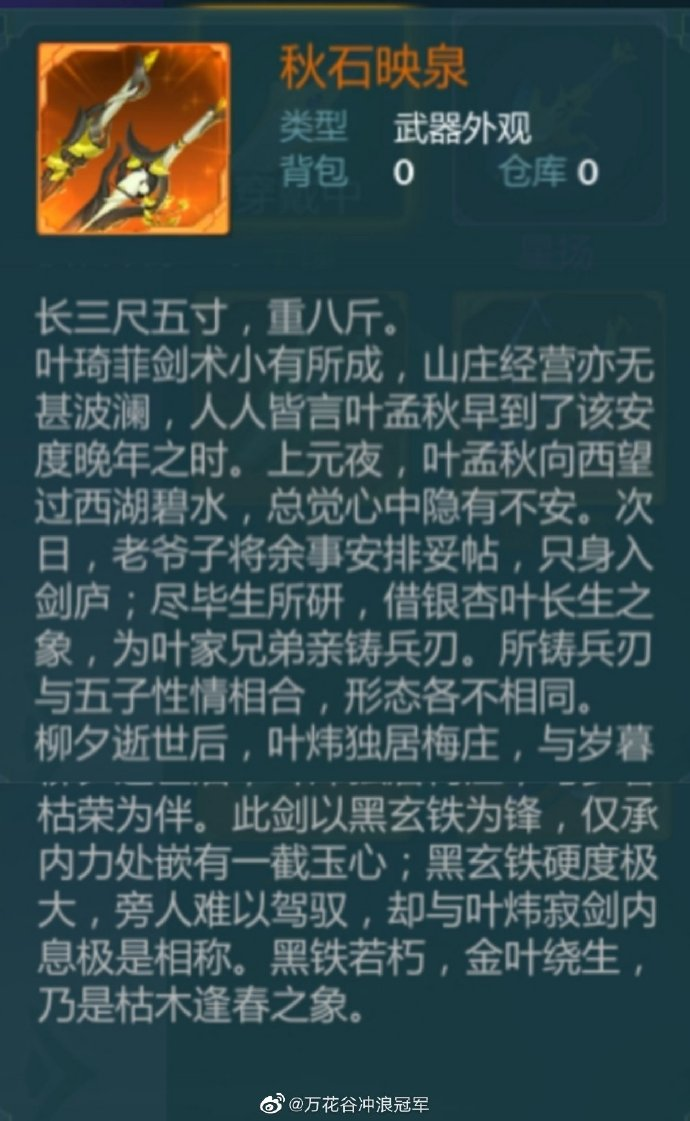 秋石映泉
类型 武器外观
背包 0 仓库 0
长三尺五寸，重八斤。
叶琦菲剑术小有所成，山庄经营亦无
甚波澜，人人皆言叶孟秋早到了该安
度晚年之时。上元夜，叶孟秋向西望
过西湖碧水，总觉心中隐有不安。次
日，老爷子将余事安排妥帖，只身入
剑庐；尽毕生所研，借银杏叶长生之
象，为叶家兄弟亲铸兵刃。所铸兵刃
与五子性情相合，形态各不相同。
柳夕逝世后，叶炜独居梅庄，与岁暮
枯荣为伴。此剑以黑玄铁为锋，仅承
内力处嵌有一截玉心；黑玄铁硬度极
大，旁人难以驾驭，却与叶炜寂剑内
息极是相称。黑铁若朽，金叶绕生，
乃是枯木逢春之象。
@万花谷冲浪冠军